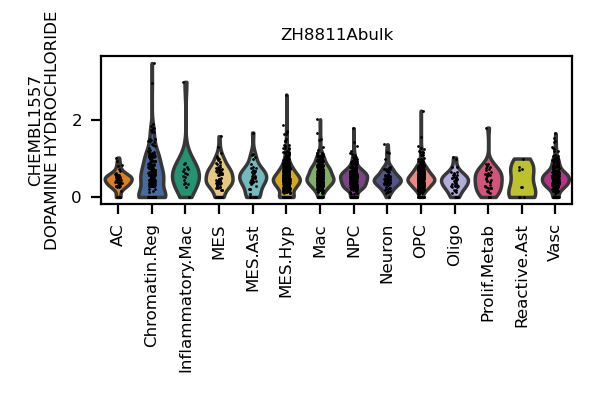 ZH8811Abulk
CHEMBL1557
DOPAMINE HYDROCHLORIDE
2
0
AC
Chromatin.Reg
Inflammatory.Mac
MES
MES.Ast
MES.Hyp
Mac
NPC
Neuron
OPC
Oligo
Prolif.Metab
Reactive.Ast
Vasc